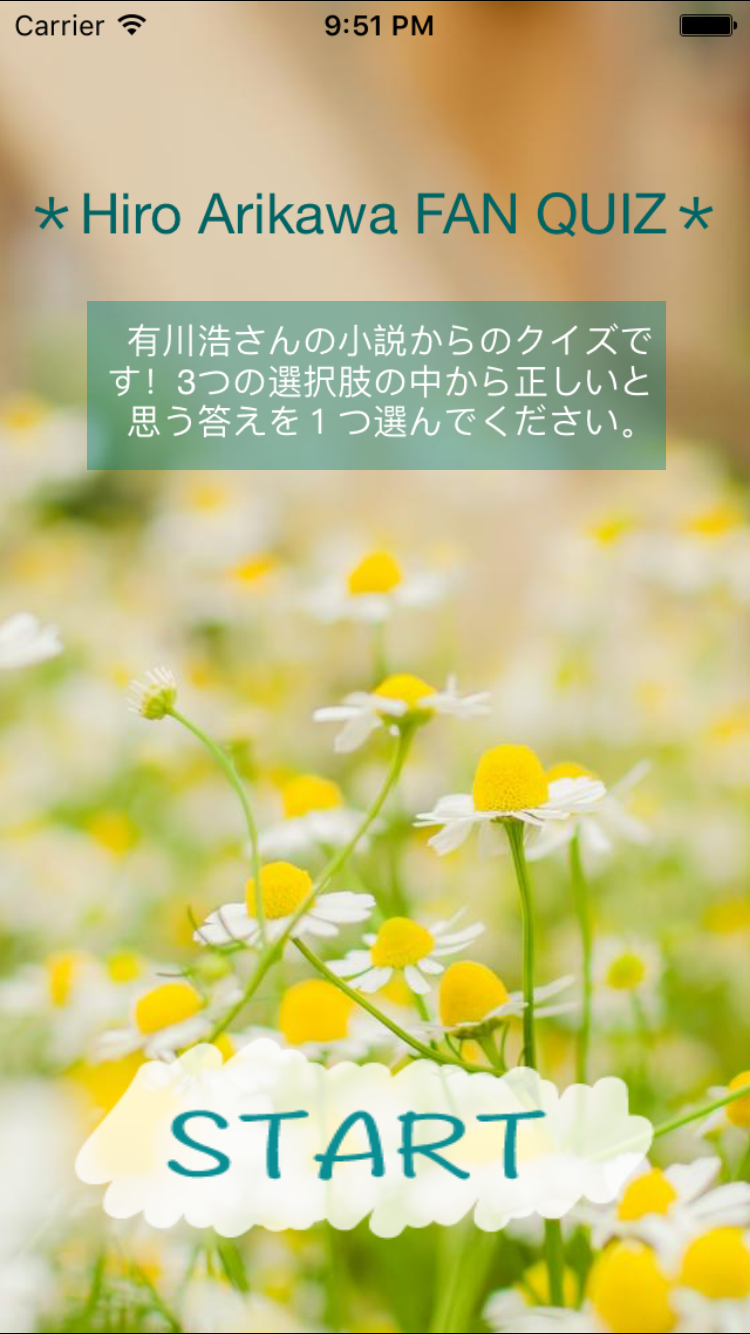 Carrier 9:51 PM
＊Hiro Arikawa FAN QUIZ＊
有川浩さんの小説からのクイズで
す！3つの選択肢の中から正しいと
思う答えを１つ選んでください。
START